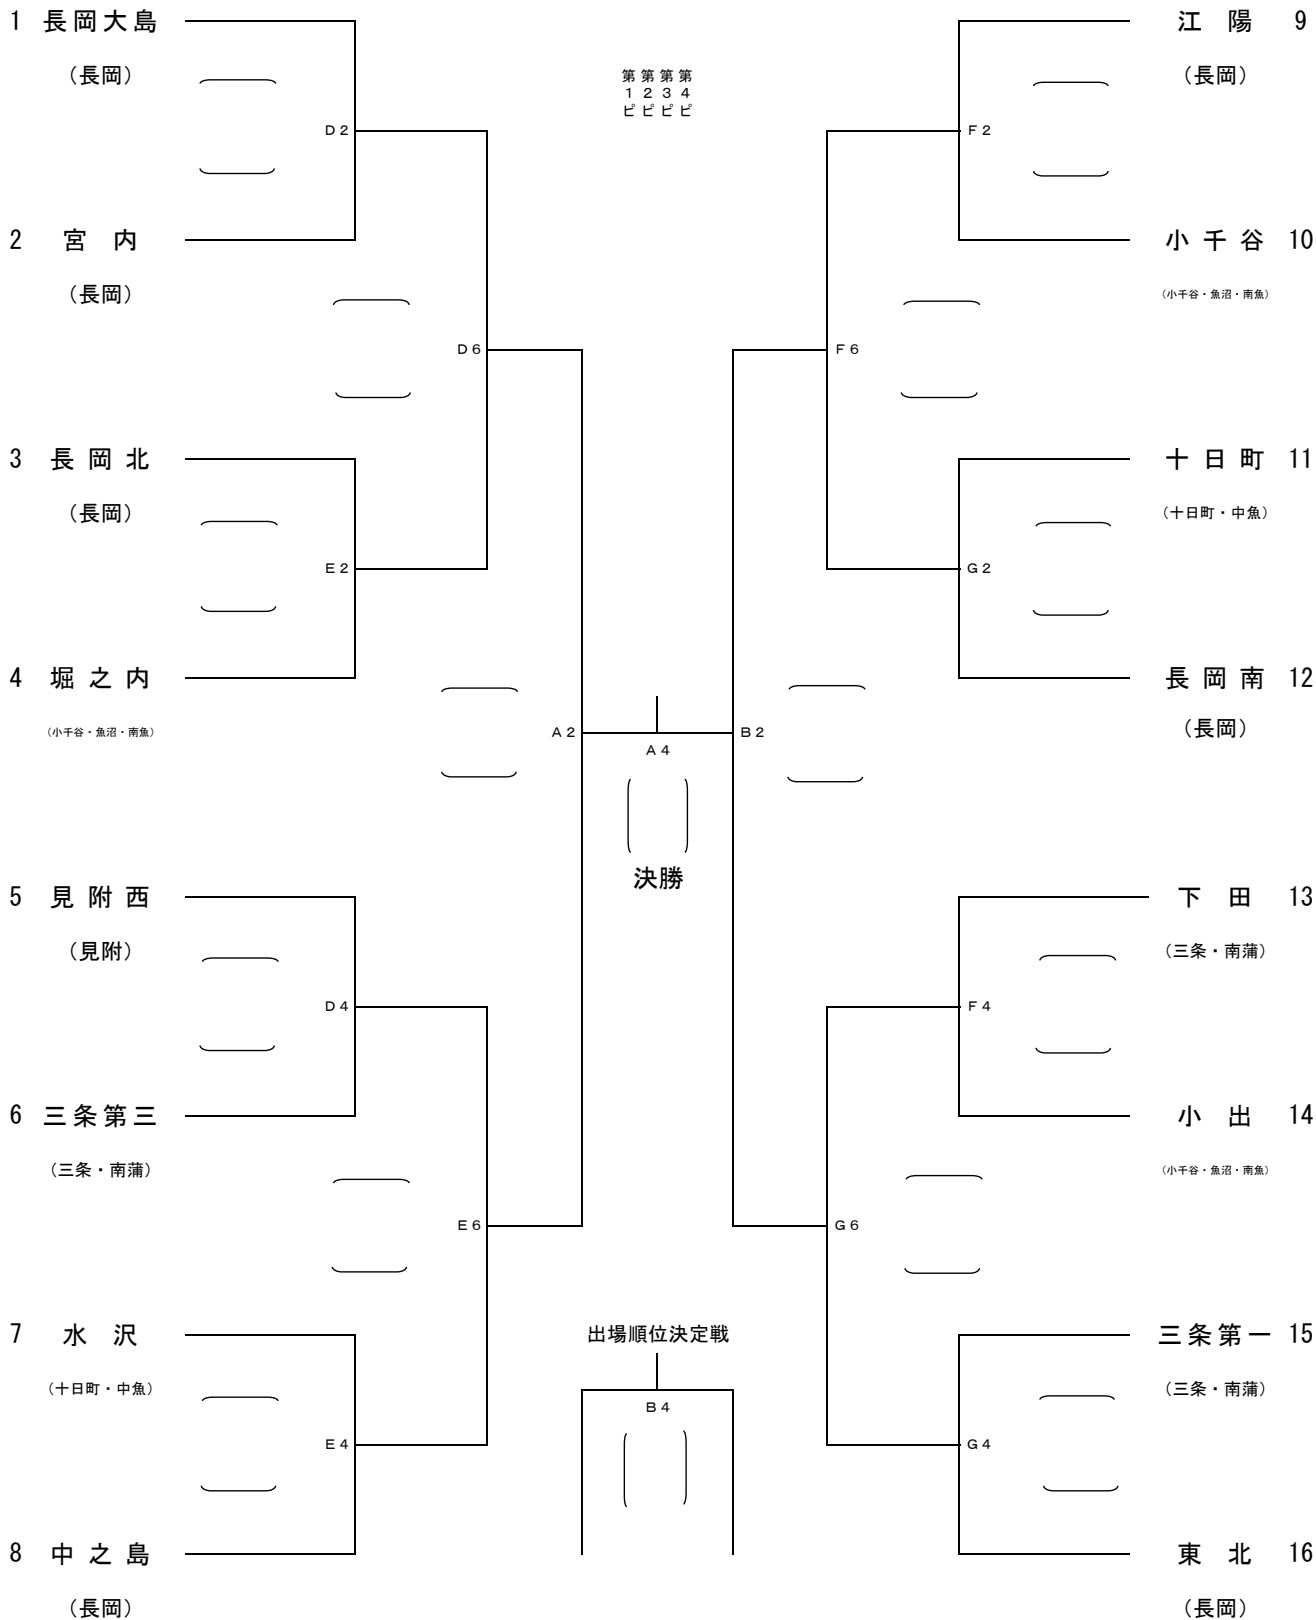 1 長岡大島
（長岡）
D2
2 宮内
（長岡）
D6
3 長岡北
（長岡）
E2
4 堀之内
（小千谷・魚沼・南魚）
A2
5 見附西
（見附）
D4
6 三条第三
（三条・南蒲）
E6
7 水沢
（十日町・中魚）
E4
8 中之島
（長岡）
第1ピ
第2ピ
第3ピ
第4ピ
A4
決勝
出場順位決定戦
B4
江陽 9
（長岡）
F2
小千谷 10
（小千谷・魚沼・南魚）
F6
十日町 11
（十日町・中魚）
G2
長岡南 12
（長岡）
B2
下田 13
（三条・南蒲）
F4
小出 14
（小千谷・魚沼・南魚）
G6
三条第一 15
（三条・南蒲）
G4
東北 16
（長岡）